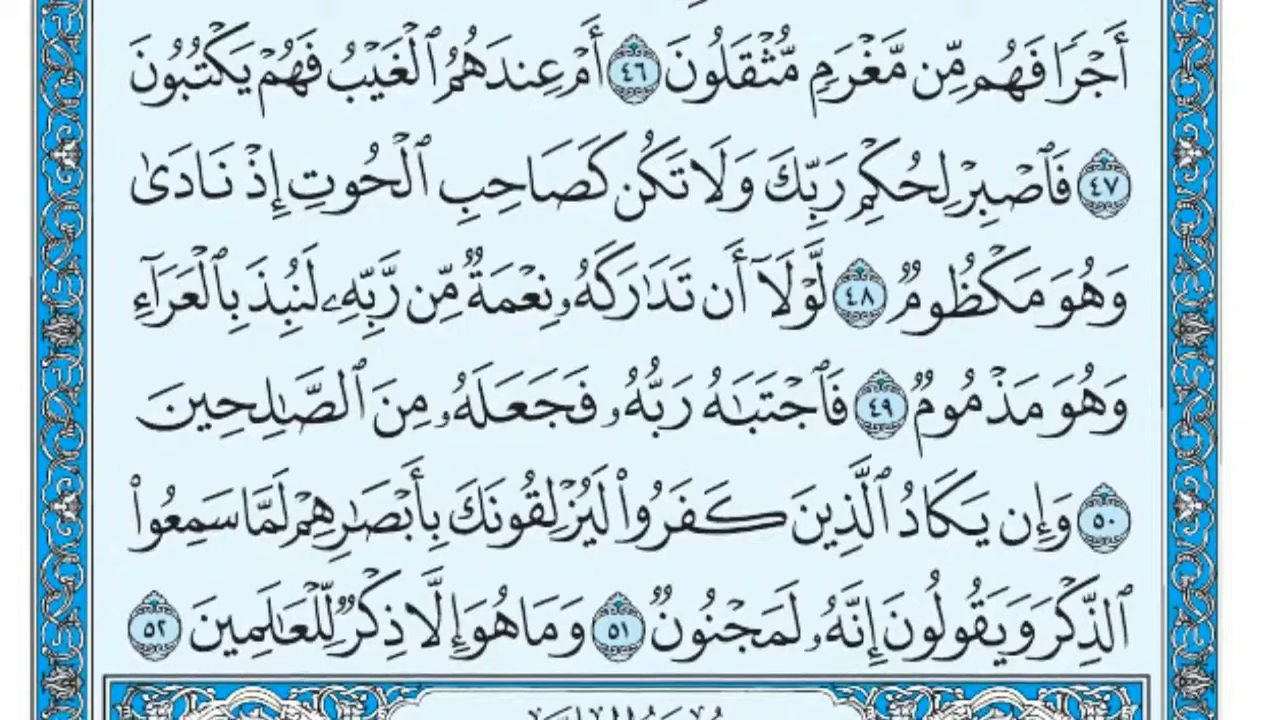 أَجْرًا فَهُم مِّن مَّغْرَمٍ مُّثْقَلُونَ ٤٦ أَمْ عِندَهُمُ ٱلْغَيْبُ فَهُمْ يَكْتُبُونَ
٤٧ فَٱصْبِرْ لِحُكْمِ رَبِّكَ وَلَا تَكُن كَصَاحِبِ ٱلْحُوتِ إِذْ نَادَىٰ
وَهُوَ مَكْظُومٌ ٤٨ لَّوْلَآ أَن تَدَٰرَكَهُۥ نِعْمَةٌ مِّن رَّبِّهِۦ لَنُبِذَ بِٱلْعَرَآءِ
وَهُوَ مَذْمُومٌ ٤٩ فَٱجْتَبَٰهُ رَبُّهُۥ فَجَعَلَهُۥ مِنَ ٱلصَّٰلِحِينَ
٥٠ وَإِن يَكَادُ ٱلَّذِينَ كَفَرُوا۟ لَيُزْلِقُونَكَ بِأَبْصَٰرِهِمْ لَمَّا سَمِعُوا۟
ٱلذِّكْرَ وَيَقُولُونَ إِنَّهُۥ لَمَجْنُونٌ ٥١ وَمَا هُوَ إِلَّا ذِكْرٌ لِّلْعَٰلَمِينَ ٥٢